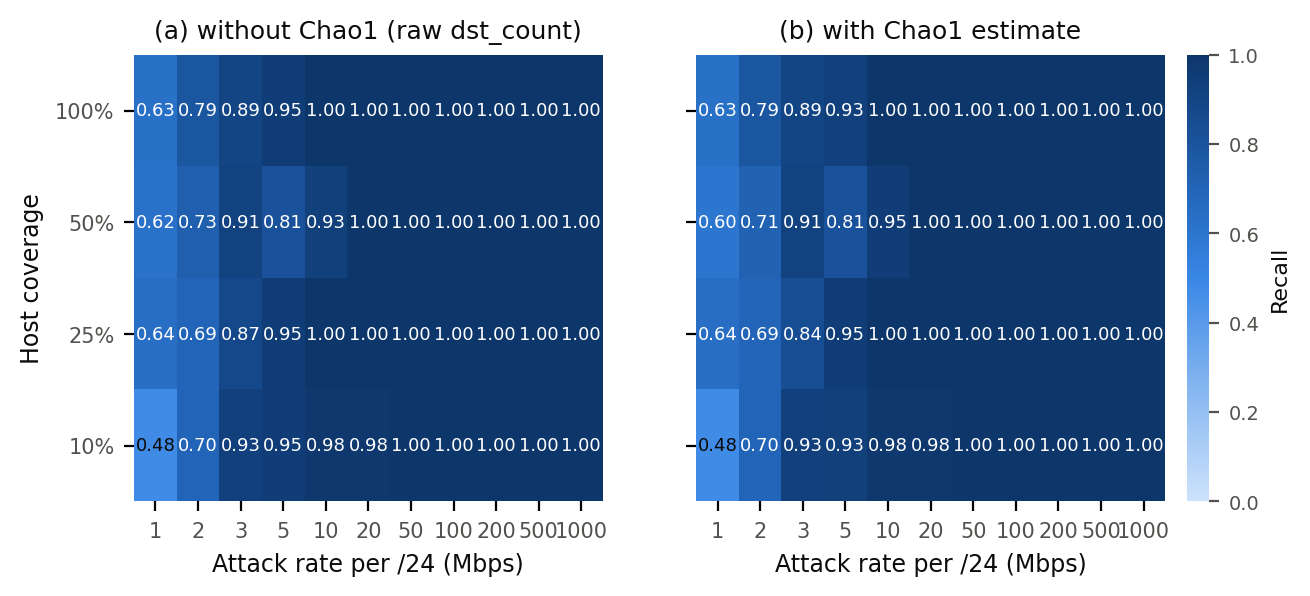 (a) without Chao1 (raw dst_count)
(b) with Chao1 estimate
Host coverage
100%
50%
25%
10%
0.63 0.79 0.89 0.95 1.00 1.00 1.00 1.00 1.00 1.00 1.00
0.62 0.73 0.91 0.81 0.93 1.00 1.00 1.00 1.00 1.00 1.00
0.64 0.69 0.87 0.95 1.00 1.00 1.00 1.00 1.00 1.00 1.00
0.48 0.70 0.93 0.95 0.98 0.98 1.00 1.00 1.00 1.00 1.00
1 2 3 5 10 20 50 100 200 500 1000
Attack rate per /24 (Mbps)
0.63 0.79 0.89 0.93 1.00 1.00 1.00 1.00 1.00 1.00 1.00
0.60 0.71 0.91 0.81 0.95 1.00 1.00 1.00 1.00 1.00 1.00
0.64 0.69 0.84 0.95 1.00 1.00 1.00 1.00 1.00 1.00 1.00
0.48 0.70 0.93 0.93 0.98 0.98 1.00 1.00 1.00 1.00 1.00
1 2 3 5 10 20 50 100 200 500 1000
Attack rate per /24 (Mbps)
1.0
0.8
0.6
0.4
0.2
0.0
Recall